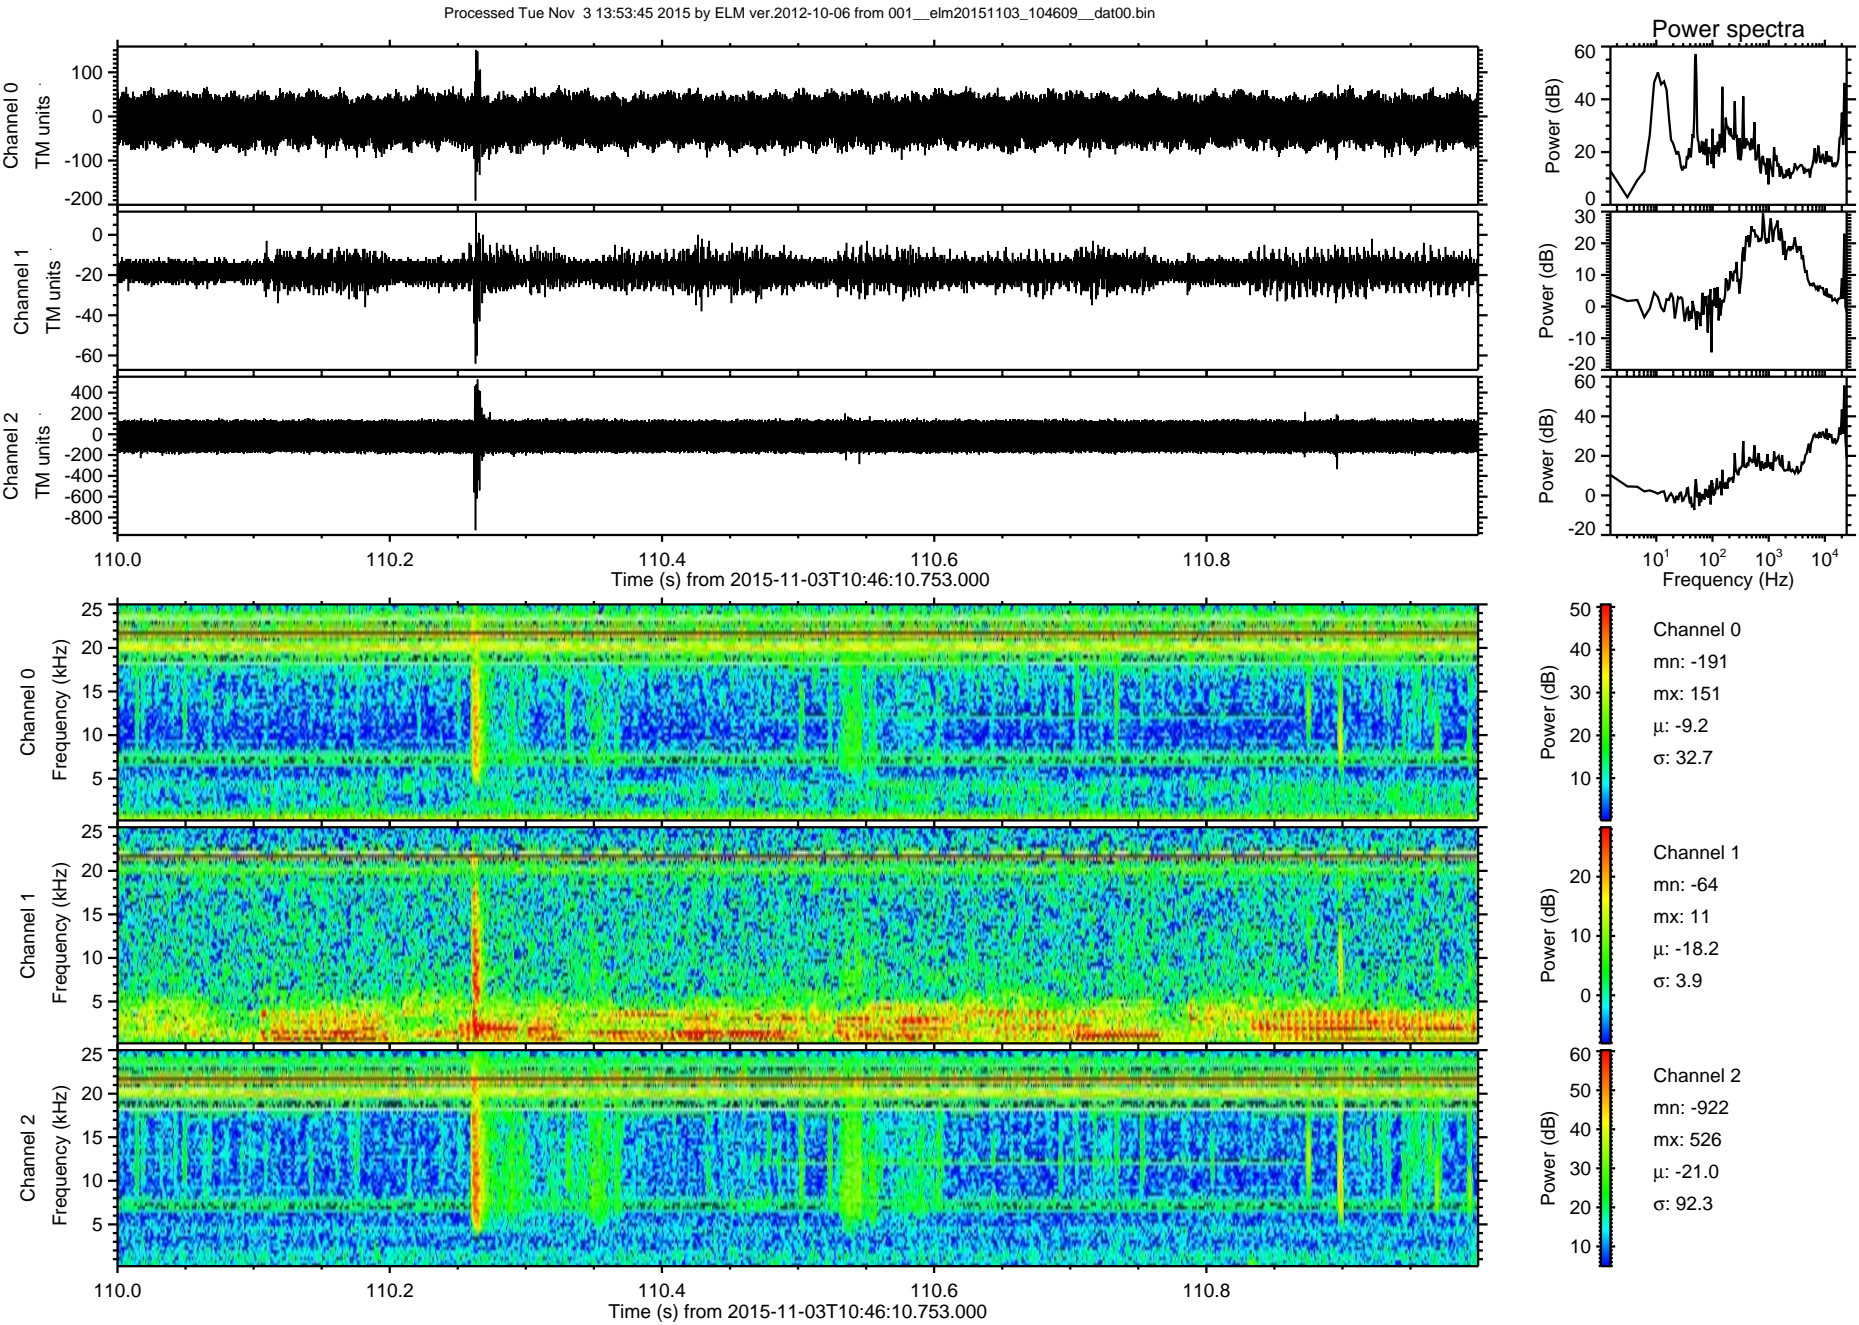 Processed Tue Nov  3 13:53:45 2015 by ELM ver.2012-10-06 from 001__elm20151103_104609__dat00.bin
Power spectra
Channel 0
TM units
100
0
-100
-200
Power (dB)
60
40
20
0
Channel 1
TM units
0
-20
-40
-60
Power (dB)
30
20
10
0
-10
-20
Channel 2
TM units
400
200
0
-200
-400
-600
-800
Power (dB)
60
40
20
0
-20
110.0 110.2 110.4 110.6 110.8
Time (s) from 2015-11-03T10:46:10.753.000
10¹ 10² 10³ 10⁴
Frequency (Hz)
Channel 0
Frequency (kHz)
25
20
15
10
5
Power (dB)
50
40
30
20
10
Channel 0
mn: -191
mx: 151
μ: -9.2
σ: 32.7
Channel 1
Frequency (kHz)
25
20
15
10
5
Power (dB)
20
10
0
Channel 1
mn: -64
mx: 11
μ: -18.2
σ: 3.9
Channel 2
Frequency (kHz)
25
20
15
10
5
Power (dB)
60
50
40
30
20
10
Channel 2
mn: -922
mx: 526
μ: -21.0
σ: 92.3
110.0 110.2 110.4 110.6 110.8
Time (s) from 2015-11-03T10:46:10.753.000